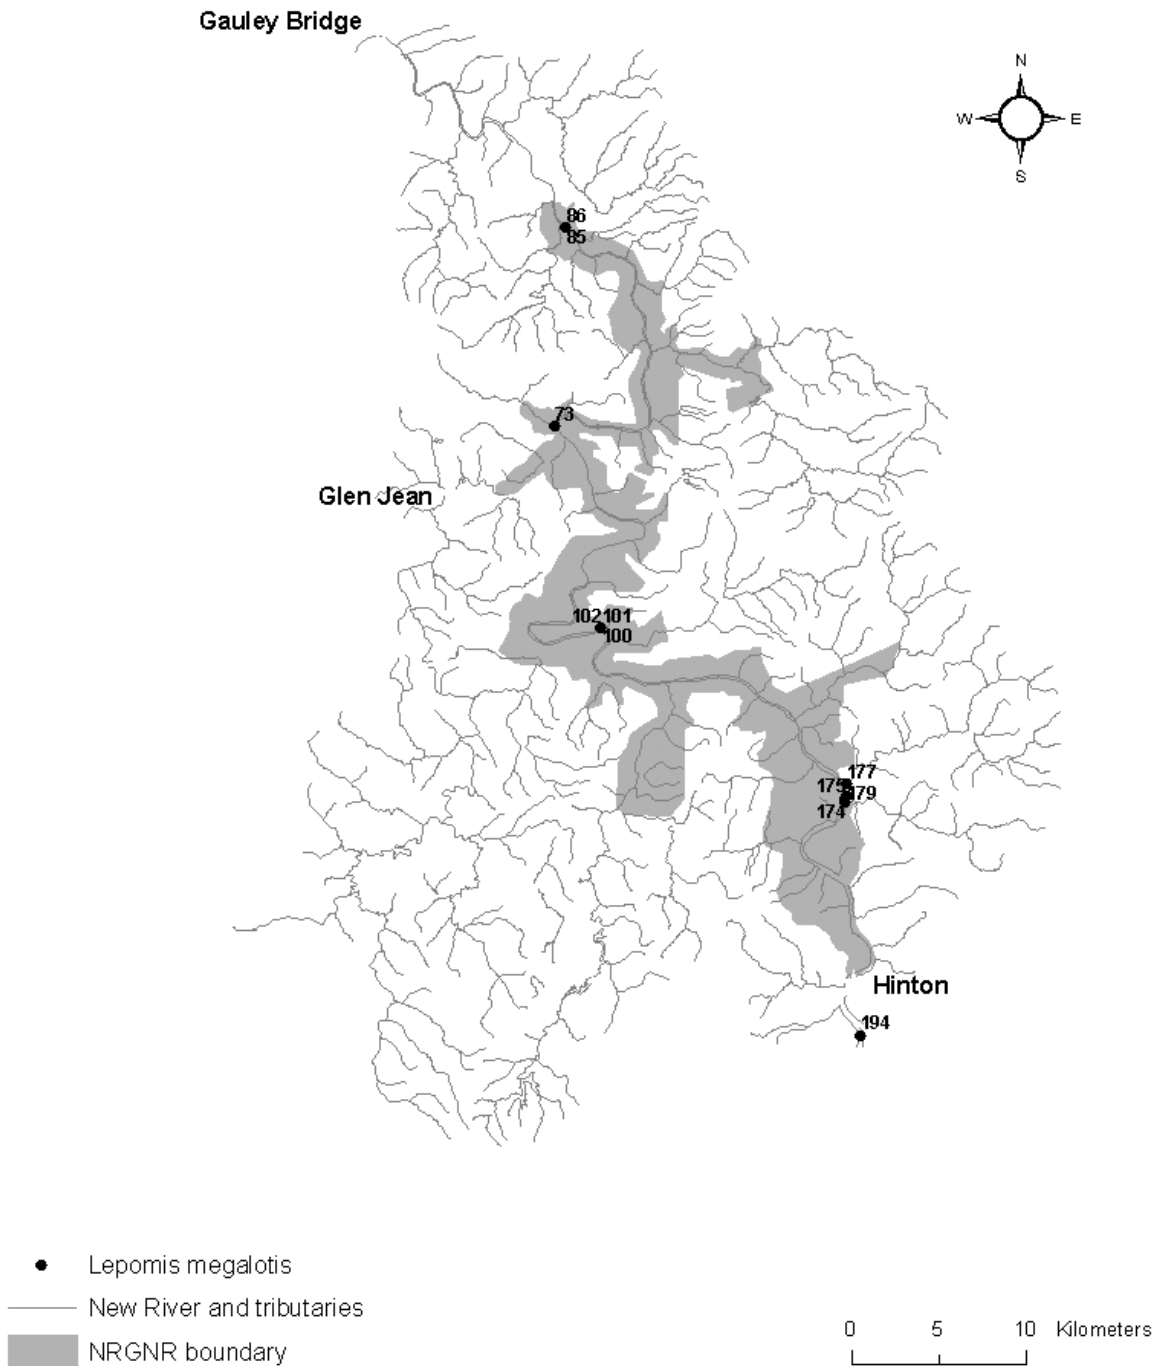 Gauley Bridge
N
W E
S
86
85
73
Glen Jean
102 101
100
177
175 179
174
Hinton
194
Lepomis megalotis
New River and tributaries
NRGNR boundary
0 5 10 Kilometers